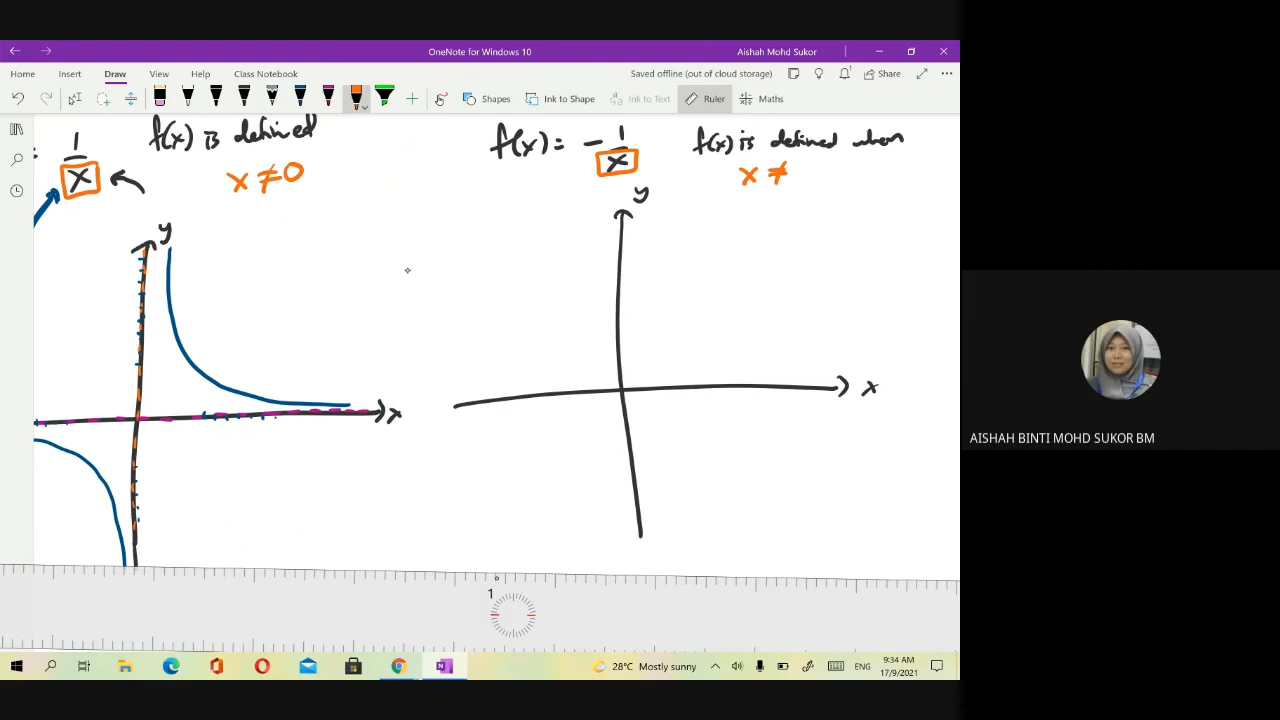 OneNote for Windows 10
Aishah Mohd Sukor
Home Insert Draw View Help Class Notebook
Saved offline (out of cloud storage)
Share
Shapes
Ink to Shape
Ink to Text
Ruler
Maths
= 1/x
f(x) is defined
x ≠ 0
y
x
f(x) = - 1/x
f(x) is defined when
x ≠
y
x
1
°
AISHAH BINTI MOHD SUKOR BM
28°C Mostly sunny
ENG
9:34 AM
17/9/2021